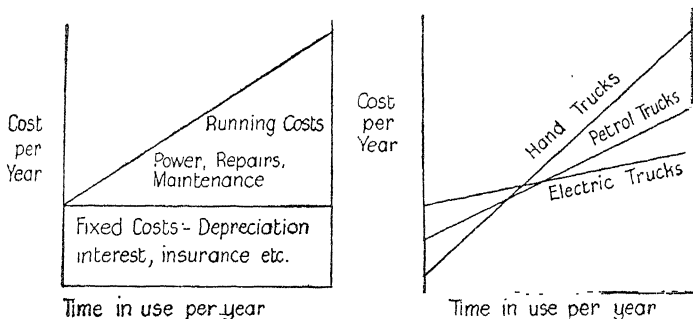 Cost
per
Year
Running Costs
Power, Repairs,
Maintenance
Fixed Costs:- Depreciation
interest, insurance etc.
Time in use per year
Cost
per
Year
Hand Trucks
Petrol Trucks
Electric Trucks
Time in use per year